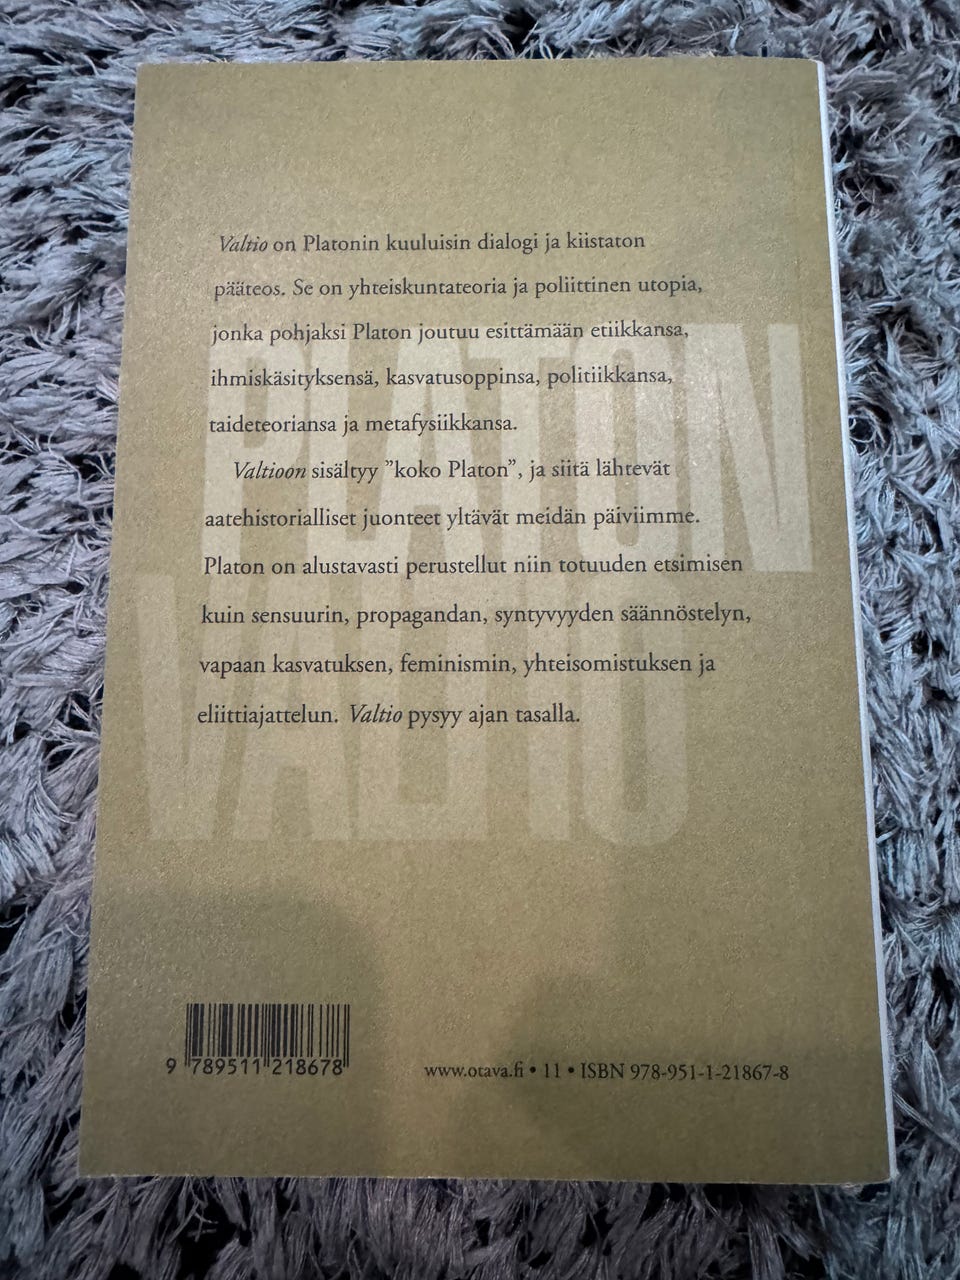 PLATON
VALTIO
Valtio on Platonin kuuluisin dialogi ja kiistaton
pääteos. Se on yhteiskuntateoria ja poliittinen utopia,
jonka pohjaksi Platon joutuu esittämään etiikkansa,
ihmiskäsityksensä, kasvatusoppinsa, politiikkansa,
taideteoriansa ja metafysiikkansa.
Valtioon sisältyy ”koko Platon”, ja siitä lähtevät
aatehistorialliset juonteet yltävät meidän päiviimme.
Platon on alustavasti perustellut niin totuuden etsimisen
kuin sensuurin, propagandan, syntyvyyden säännöstelyn,
vapaan kasvatuksen, feminismin, yhteisomistuksen ja
eliittiajattelun. Valtio pysyy ajan tasalla.
9 789511 218678
www.otava.fi • 11 • ISBN 978-951-1-21867-8